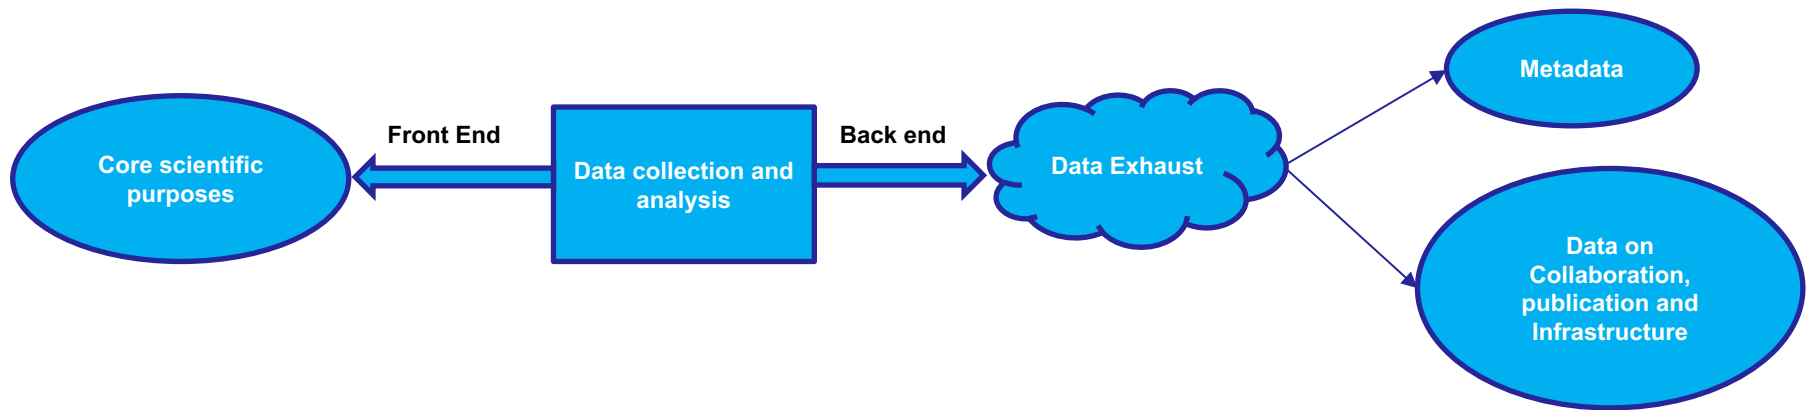 Core scientific
purposes
Front End
Data collection and
analysis
Back end
Data Exhaust
Metadata
Data on
Collaboration,
publication and
Infrastructure